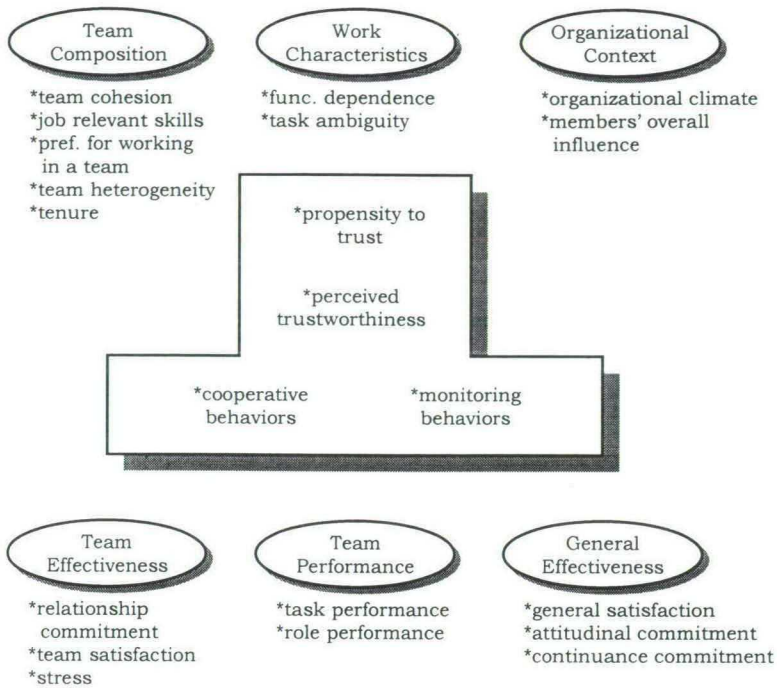 Team
Composition
*team cohesion
*job relevant skills
*pref. for working
in a team
*team heterogeneity
*tenure
Work
Characteristics
*func. dependence
*task ambiguity
Organizational
Context
*organizational climate
*members' overall
influence
*propensity to
trust
*perceived
trustworthiness
*cooperative
behaviors
*monitoring
behaviors
Team
Effectiveness
*relationship
commitment
*team satisfaction
*stress
Team
Performance
*task performance
*role performance
General
Effectiveness
*general satisfaction
*attitudinal commitment
*continuance commitment